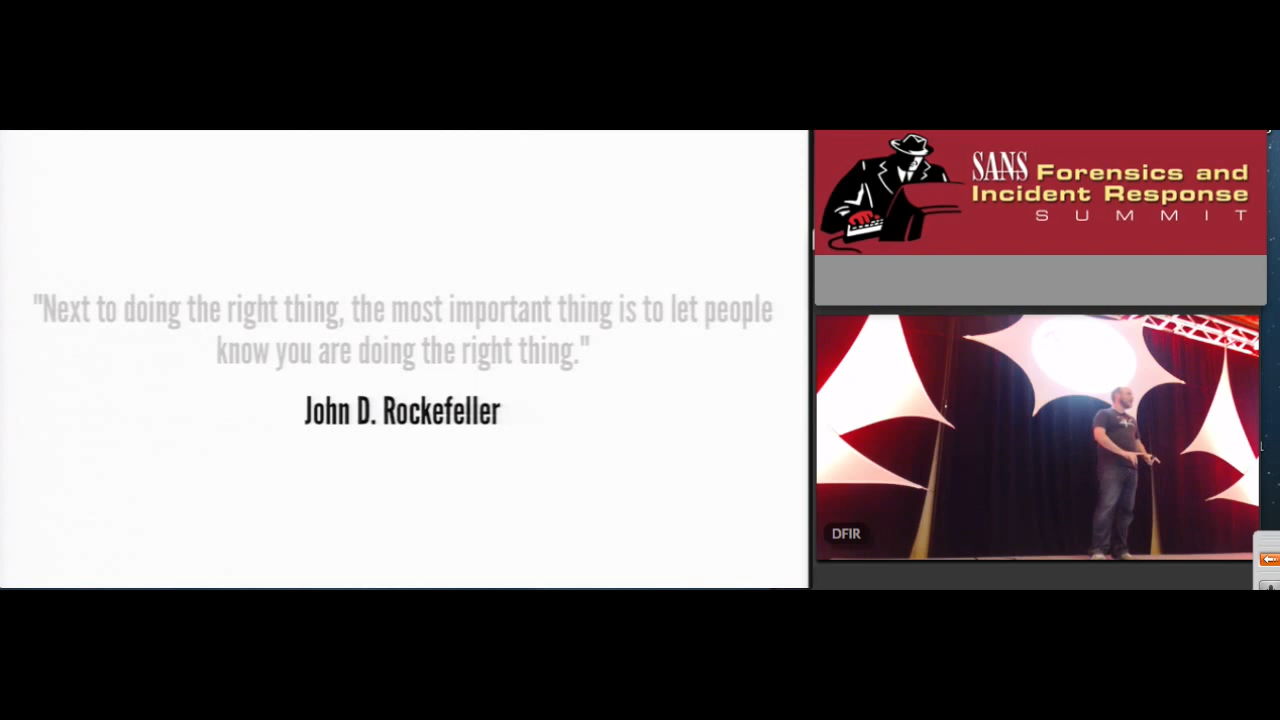 "Next to doing the right thing, the most important thing is to let people
know you are doing the right thing."
John D. Rockefeller
SANS Forensics and
Incident Response
SUMMIT
DFIR